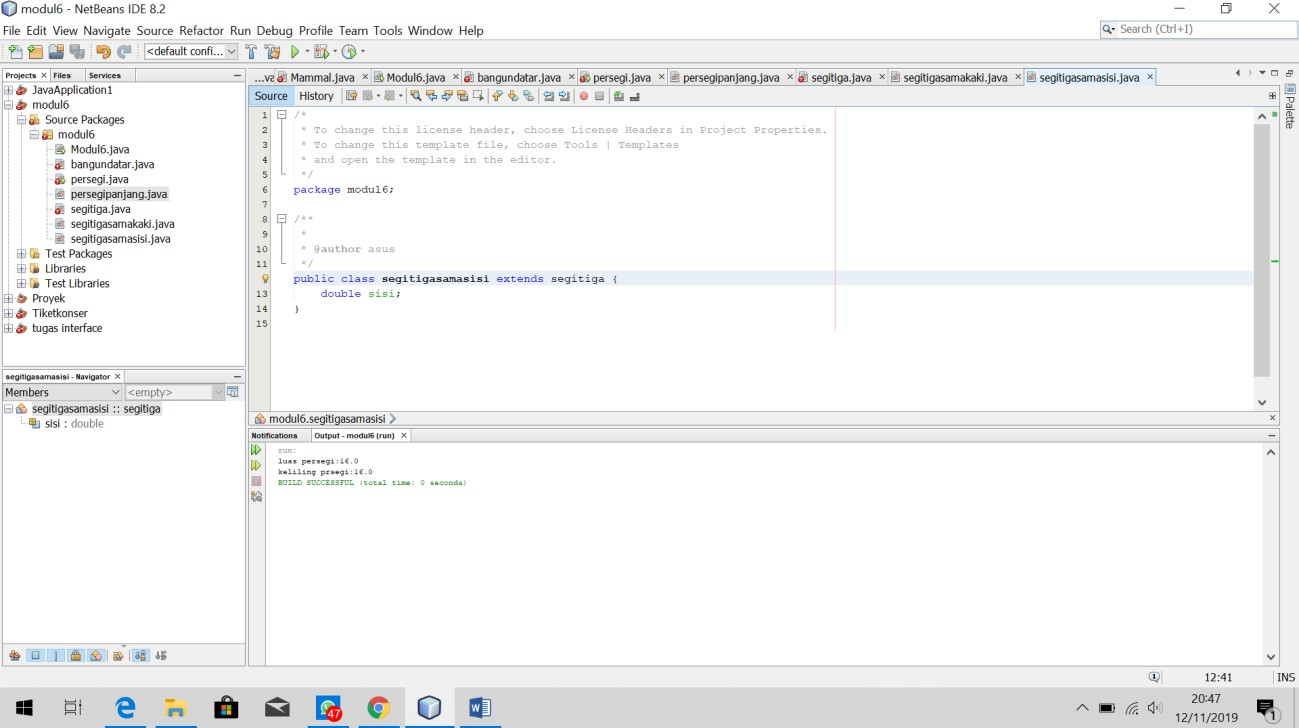 modul6 - NetBeans IDE 8.2
File Edit View Navigate Source Refactor Run Debug Profile Team Tools Window Help
Search (Ctrl+I)
<default confi...
Projects Files Services
JavaApplication1
modul6
Source Packages
modul6
Modul6.java
bangundatar.java
persegi.java
persegipanjang.java
segitiga.java
segitigasamakaki.java
segitigasamasisi.java
Test Packages
Libraries
Test Libraries
Proyek
Tiketkonser
tugas interface
segitigasamasisi - Navigator
Members <empty>
segitigasamasisi :: segitiga
sisi : double
...va Mammal.java Modul6.java bangundatar.java persegi.java persegipanjang.java segitiga.java segitigasamakaki.java segitigasamasisi.java
Source History
1 /*
2 * To change this license header, choose License Headers in Project Properties.
3 * To change this template file, choose Tools | Templates
4 * and open the template in the editor.
5 */
6 package modul6;
7
8 /**
9 *
10 * @author asus
11 */
public class segitigasamasisi extends segitiga {
13 double sisi;
14 }
15
Palette
modul6.segitigasamasisi
Notifications Output - modul6 (run)
run:
luas persegi:16.0
keliling prsegi:16.0
BUILD SUCCESSFUL (total time: 0 seconds)
1 12:41 INS
47
20:47
12/11/2019
1